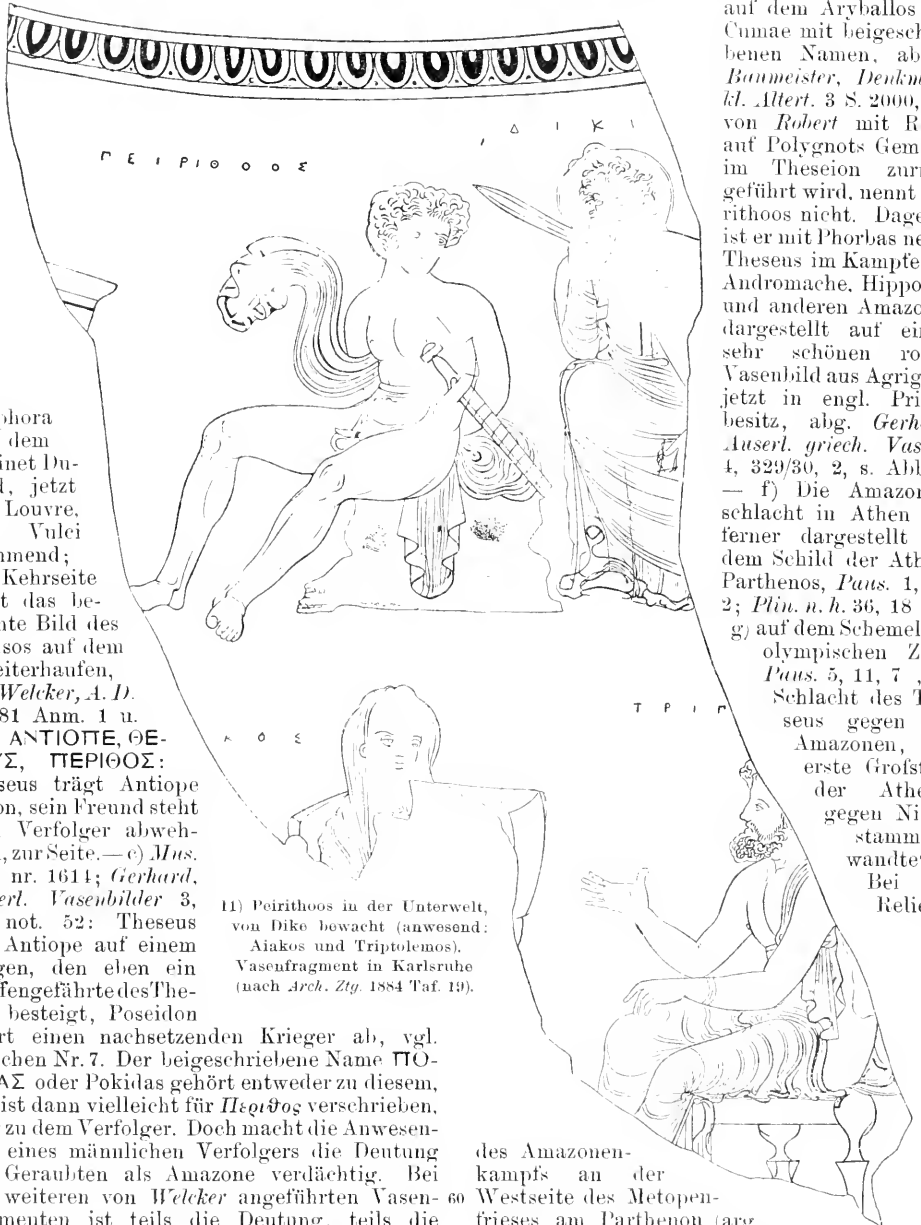 ΠΕΙΡΙΘΟΟΣ
ΔΙΚΙ
ΟΣ
ΤΡΙΠ
phora
dem
inet Du-
, jetzt
Louvre,
Vulci
mend;
Kehrseite
t das be-
nte Bild des
sos auf dem
eiterhaufen,
Welcker, A. D.
81 Anm. 1 u.
ΑΝΤΙΟΠΕ, ΘΕ-
Σ, ΠΕΡΙΘΟΣ:
seus trägt Antiope
on, sein Freund steht
Verfolger abweh-
, zur Seite. — c) Mus.
nr. 1611; Gerhard,
erl. Vasenbilder 3,
not. 52: Theseus
Antiope auf einem
gen, den eben ein
ffengefährte des The-
besteigt, Poseidon
rt einen nachsetzenden Krieger ab, vgl.
chen Nr. 7. Der beigeschriebene Name ΠΟ-
ΑΣ oder Pokidas gehört entweder zu diesem,
ist dann vielleicht für Περιθος verschrieben,
zu dem Verfolger. Doch macht die Anwesen-
eines männlichen Verfolgers die Deutung
Geraubten als Amazone verdächtig. Bei
weiteren von Welcker angeführten Vasen-
menten ist teils die Deutung, teils die
11) Peirithoos in der Unterwelt,
von Dike bewacht (anwesend:
Aiakos und Triptolemos).
Vasenfragment in Karlsruhe
(nach Arch. Ztg. 1884 Taf. 19).
auf dem Aryballos
Cumae mit beigesch
benen Namen, ab
Baumeister, Denkm
kl. Altert. 3 S. 2000,
von Robert mit R
auf Polygnots Gem
im Theseion zur
geführt wird, nennt
rithoos nicht. Dage
ist er mit Phorbas ne
Theseus im Kampfe
Andromache, Hippo
und anderen Amazo
dargestellt auf ei
sehr schönen ro
Vasenbild aus Agrig
jetzt in engl. Pri
besitz, abg. Gerh
Auserl. griech. Vas
4, 329/30, 2, s. Abb
— f) Die Amazon
schlacht in Athen
ferner dargestellt
dem Schild der Ath
Parthenos, Paus. 1,
2; Plin. n. h. 36, 18
g) auf dem Schemel
olympischen Z
Paus. 5, 11, 7
Schlacht des T
seus gegen
Amazonen,
erste Grofst
der Athe
gegen Ni
stamm
wandte
Bei
Relie
des Amazonen-
kampfs an der
60 Westseite des Metopen-
frieses am Parthenon (arg